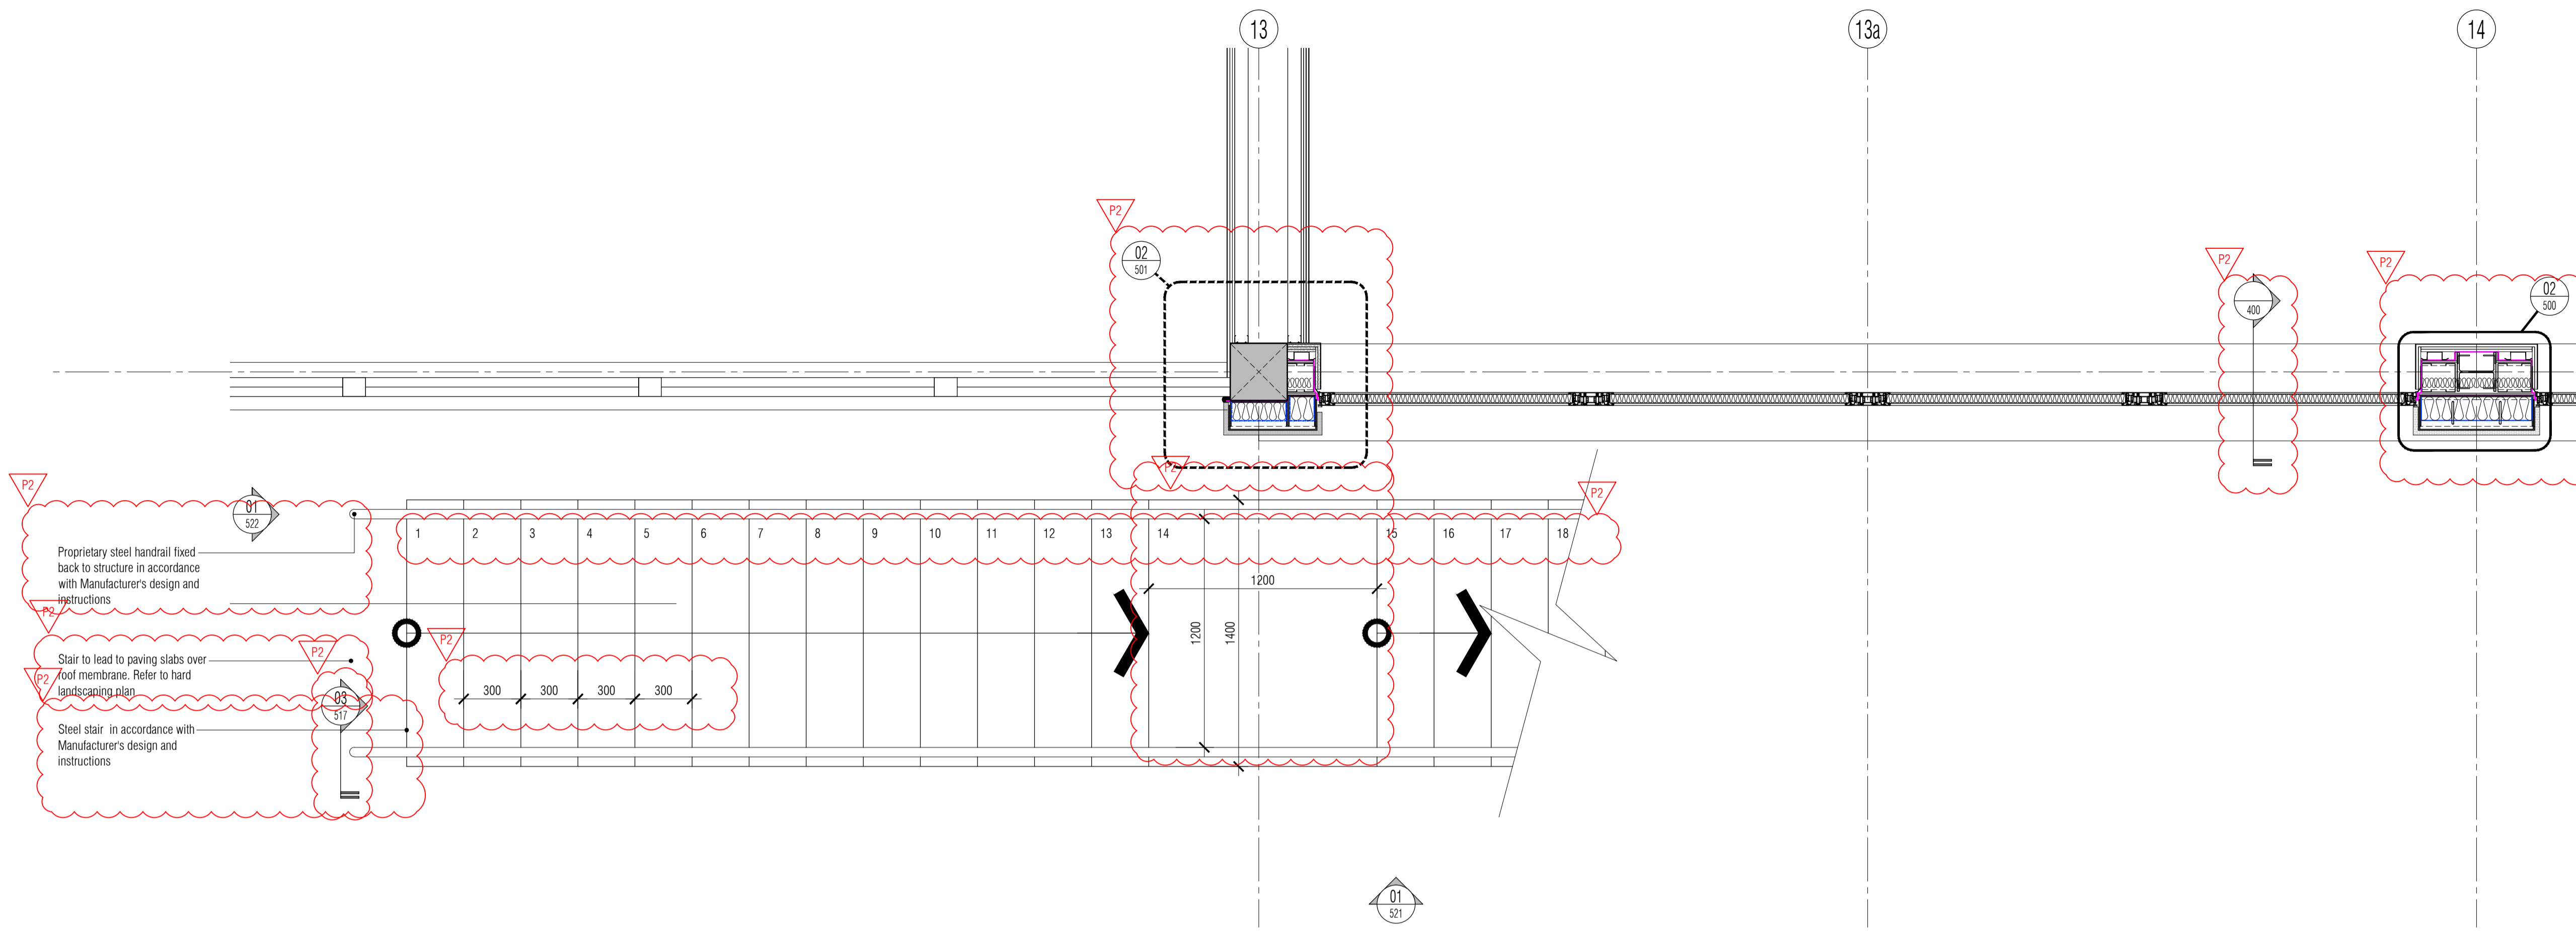 13
13a
14
P2
P2
P2
02
501
400
02
500
P2
P2
P2
01
522
1
2
3
4
5
6
7
8
9
10
11
12
13
14
15
16
17
18
Proprietary steel handrail fixed
back to structure in accordance
with Manufacturer's design and
instructions
1200
P2
1200
1400
P2
P2
Stair to lead to paving slabs over
roof membrane. Refer to hard
landscaping plan
P2
300
300
300
300
03
517
Steel stair in accordance with
Manufacturer's design and
instructions
01
521